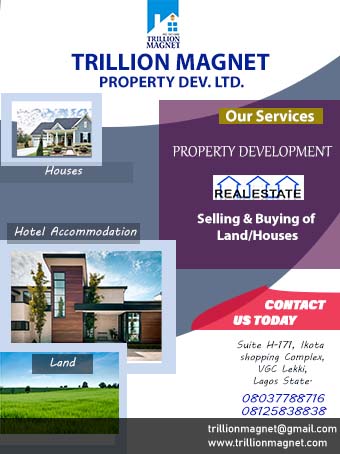 TRILLION
MAGNET
TRILLION MAGNET
PROPERTY DEV. LTD.
Our Services
PROPERTY DEVELOPMENT
REALESTATE
Selling & Buying of
Land/Houses
Houses
Hotel Accommodation
Land
CONTACT
US TODAY
Suite H-171, Ikota
shopping Complex,
VGC Lekki,
Lagos State.
08037788716
08125838838
trillionmagnet@gmail.com
www.trillionmagnet.com